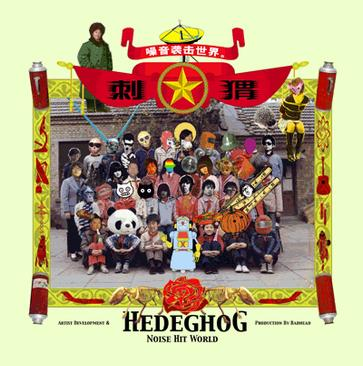 噪音袭击世界。
刺 猬
ARTIST DEVELOPMENT & HEDEGHOG PRODUCTION BY BADHEAD
NOISE HIT WORLD